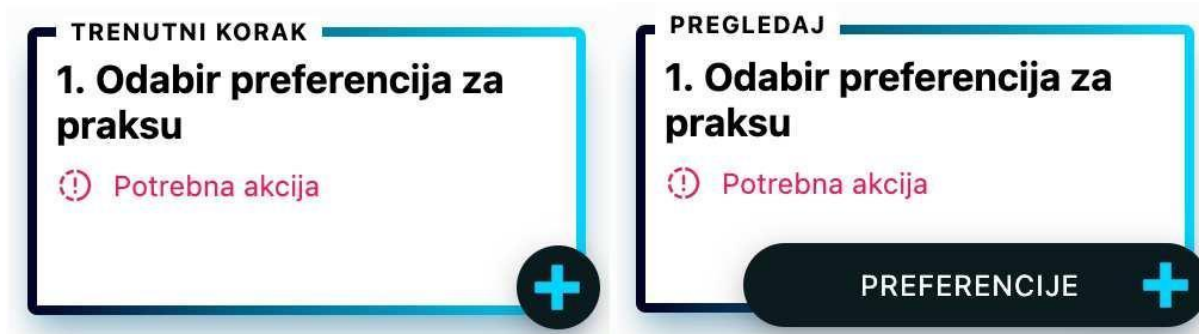 TRENUTNI KORAK
1. Odabir preferencija za
praksu
Potrebna akcija
PREGLEDAJ
1. Odabir preferencija za
praksu
Potrebna akcija
PREFERENCIJE